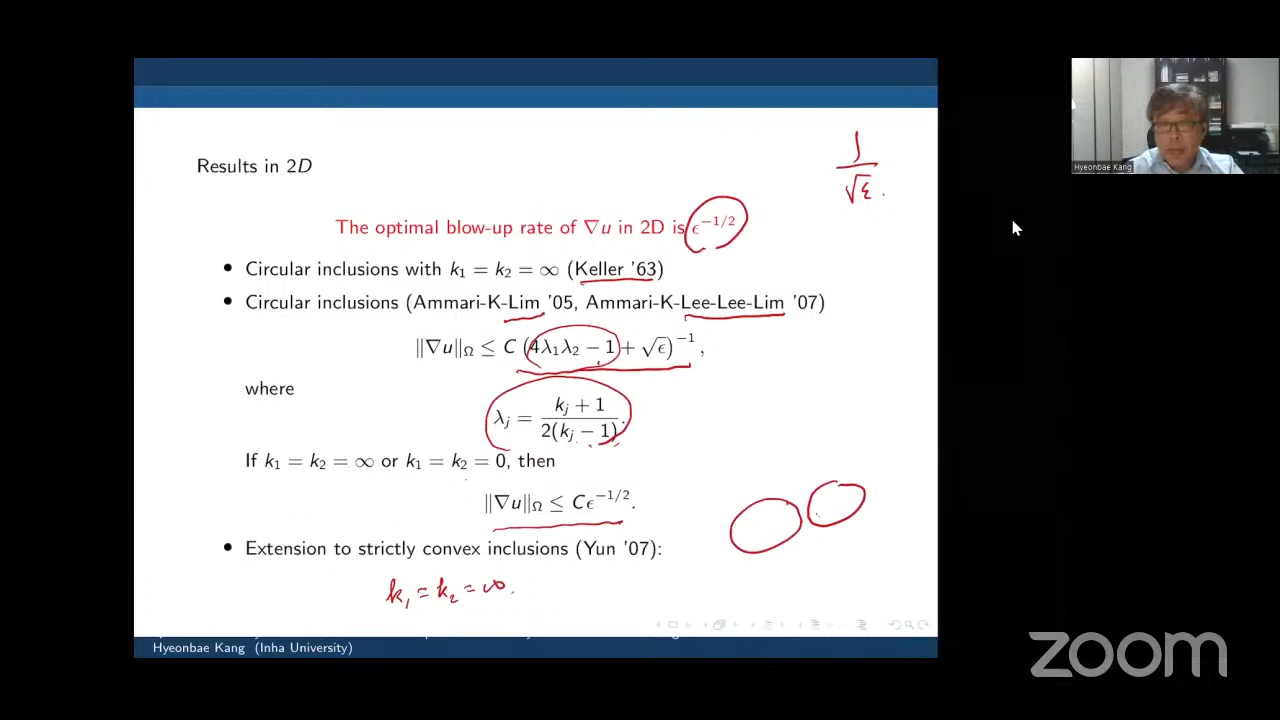 Results in 2D
1
√ε.
The optimal blow-up rate of ∇u in 2D is ϵ^{-1/2}
• Circular inclusions with k₁ = k₂ = ∞ (Keller '63)
• Circular inclusions (Ammari-K-Lim '05, Ammari-K-Lee-Lee-Lim '07)
‖∇u‖_Ω ≤ C (4λ₁λ₂ − 1 + √ϵ)^{−1},
where
λ_j = (k_j + 1) / (2(k_j − 1)).
If k₁ = k₂ = ∞ or k₁ = k₂ = 0, then
‖∇u‖_Ω ≤ Cϵ^{−1/2}.
• Extension to strictly convex inclusions (Yun '07):
k₁ = k₂ = ∞.
Hyeonbae Kang (Inha University)
Hyeonbae Kang
zoom